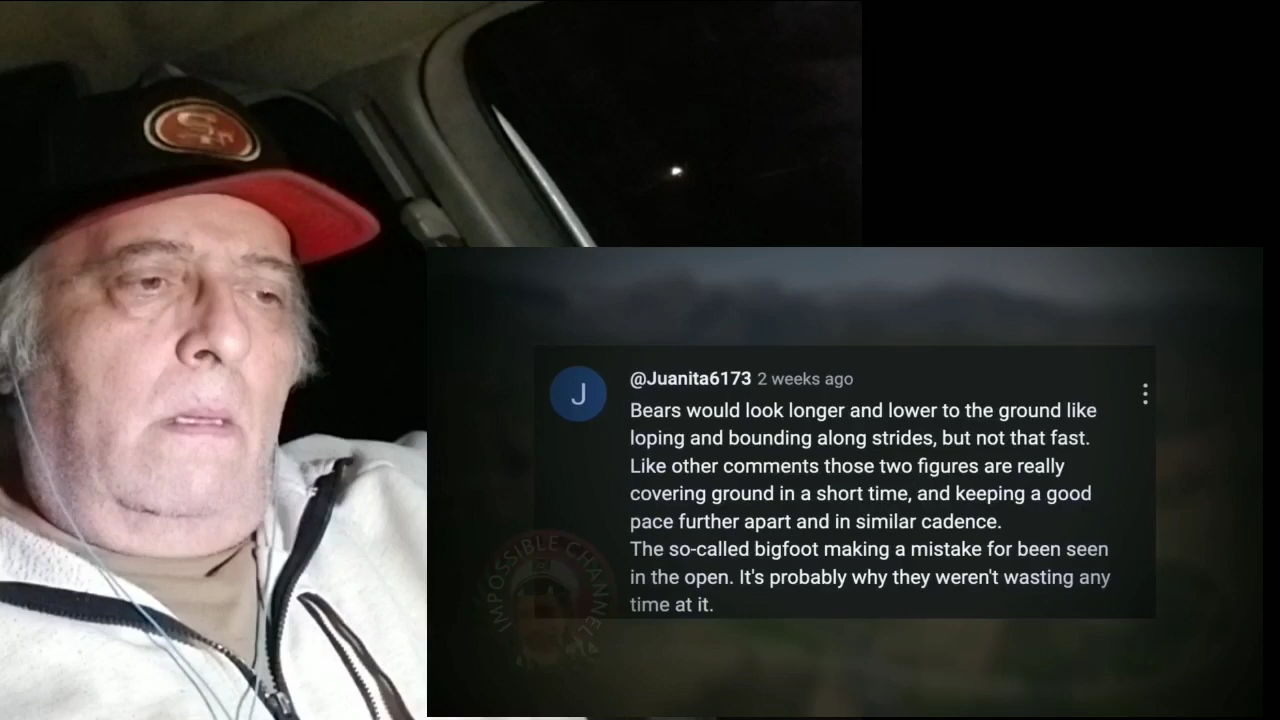 SF
J
@Juanita6173 2 weeks ago
Bears would look longer and lower to the ground like
loping and bounding along strides, but not that fast.
Like other comments those two figures are really
covering ground in a short time, and keeping a good
pace further apart and in similar cadence.
The so-called bigfoot making a mistake for been seen
in the open. It's probably why they weren't wasting any
time at it.
IMPOSSIBLE CHANNEL